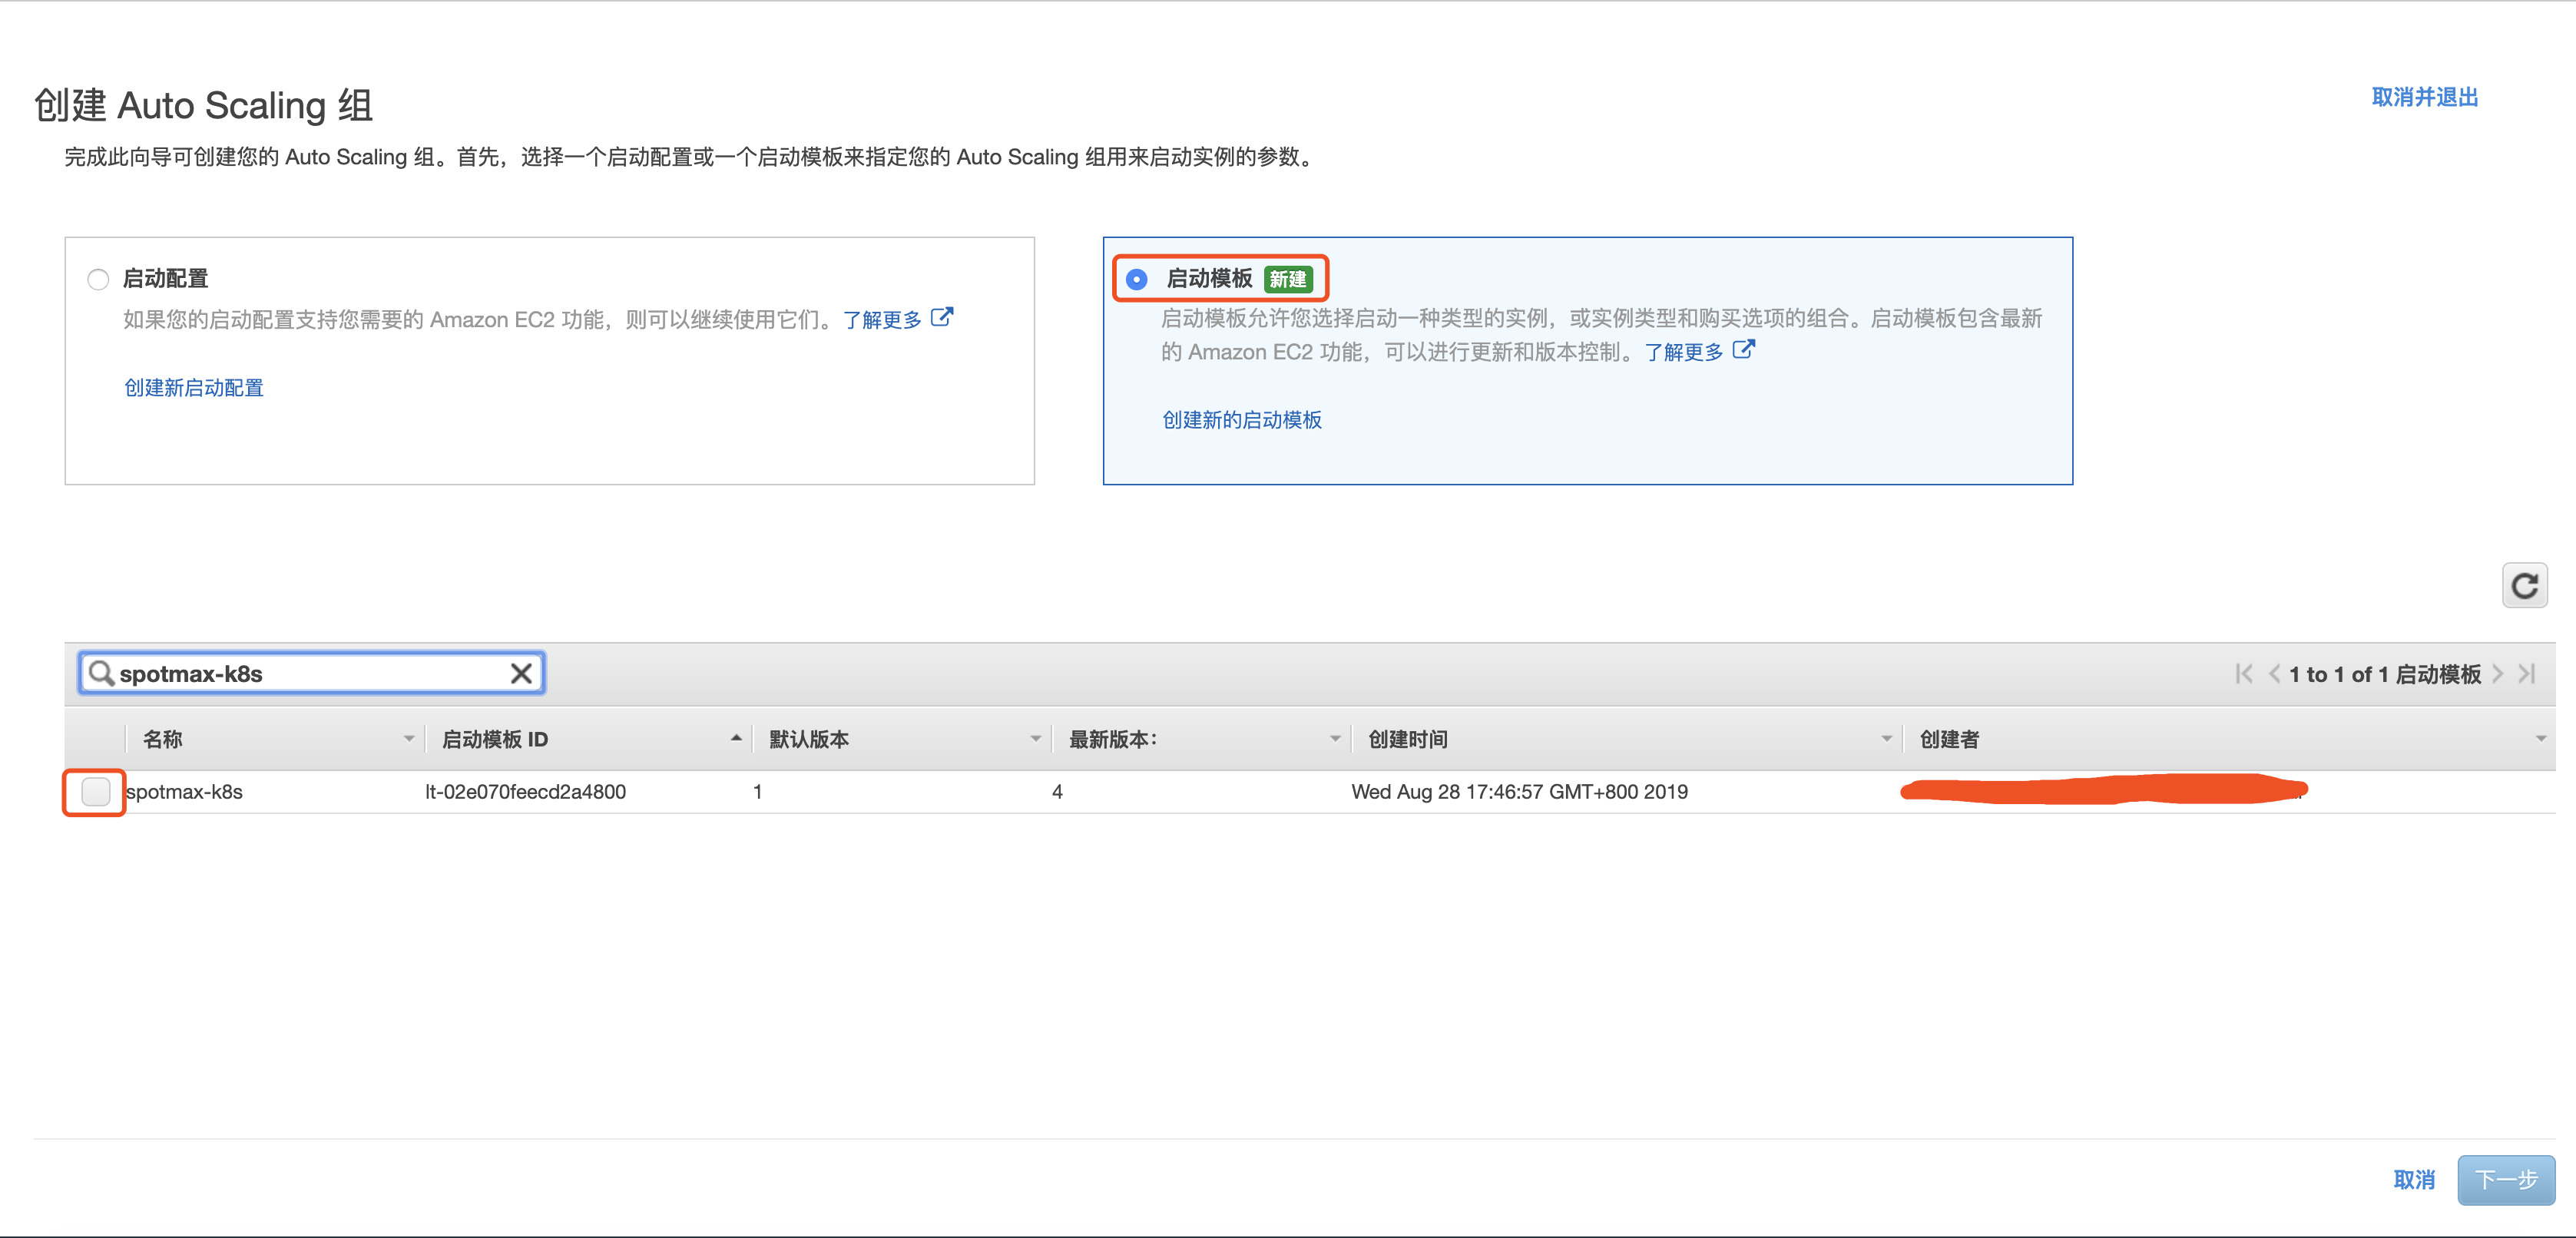 创建 Auto Scaling 组
取消并退出
完成此向导可创建您的 Auto Scaling 组。首先，选择一个启动配置或一个启动模板来指定您的 Auto Scaling 组用来启动实例的参数。
启动配置
如果您的启动配置支持您需要的 Amazon EC2 功能，则可以继续使用它们。 了解更多
创建新启动配置
启动模板 新建
启动模板允许您选择启动一种类型的实例，或实例类型和购买选项的组合。启动模板包含最新
的 Amazon EC2 功能，可以进行更新和版本控制。 了解更多
创建新的启动模板
spotmax-k8s
1 to 1 of 1 启动模板
名称 启动模板 ID 默认版本 最新版本： 创建时间 创建者
spotmax-k8s lt-02e070feecd2a4800 1 4 Wed Aug 28 17:46:57 GMT+800 2019
取消 下一步